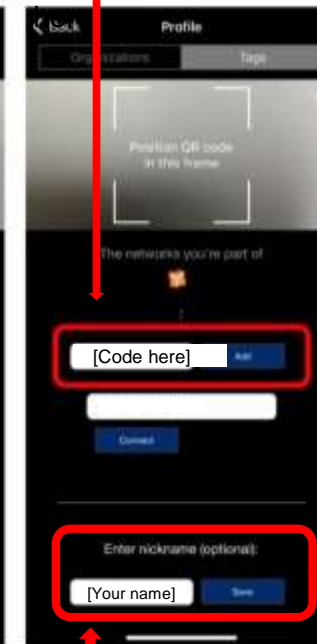 Back
Profile
Organizations
Tags
Position QR code
in this frame
The networks you're part of
[Code here]
Add
Connect
Enter nickname (optional):
[Your name]
Save